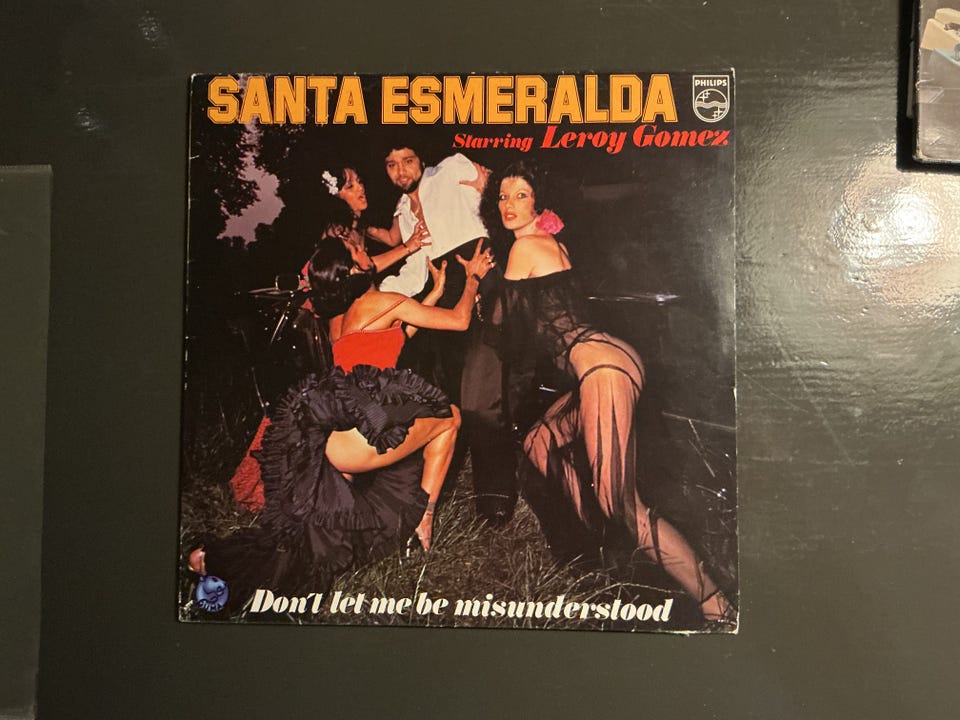 SANTA ESMERALDA
PHILIPS
Starring Leroy Gomez
Don't let me be misunderstood